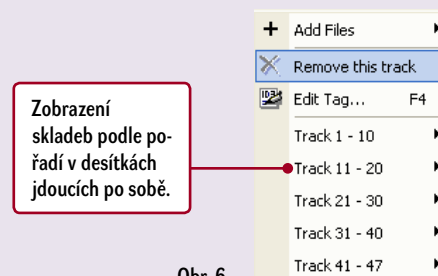 Add Files
Remove this track
Edit Tag... F4
Track 1 - 10
Track 11 - 20
Track 21 - 30
Track 31 - 40
Track 41 - 47
Zobrazení
skladeb podle po-
řadí v desítkách
jdoucích po sobě.
Obr. 6